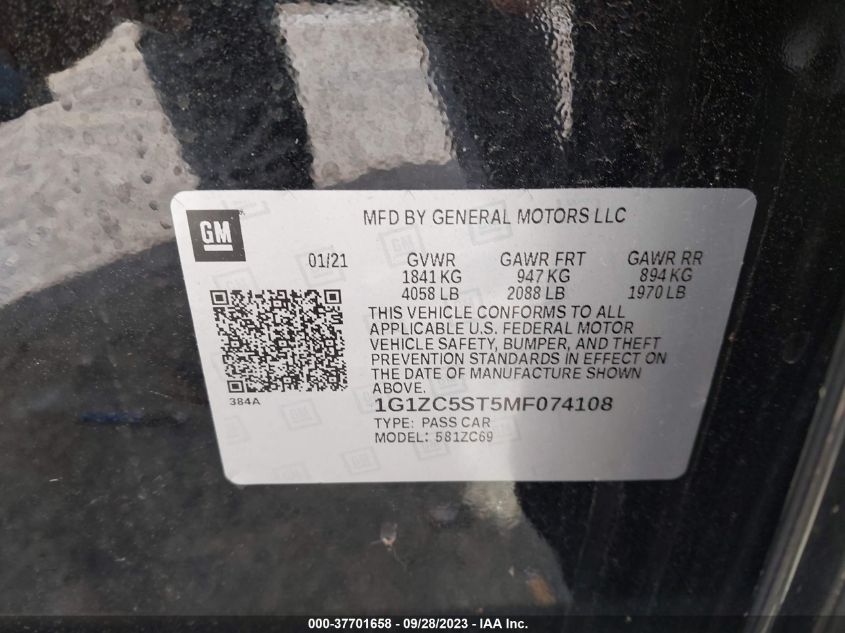 GM
MFD BY GENERAL MOTORS LLC
01/21 GVWR GAWR FRT GAWR RR
1841 KG 947 KG 894 KG
4058 LB 2088 LB 1970 LB
THIS VEHICLE CONFORMS TO ALL
APPLICABLE U.S. FEDERAL MOTOR
VEHICLE SAFETY, BUMPER, AND THEFT
PREVENTION STANDARDS IN EFFECT ON
THE DATE OF MANUFACTURE SHOWN
ABOVE.
384A
1G1ZC5ST5MF074108
TYPE: PASS CAR
MODEL: 581ZC69
000-37701658 - 09/28/2023 - IAA Inc.